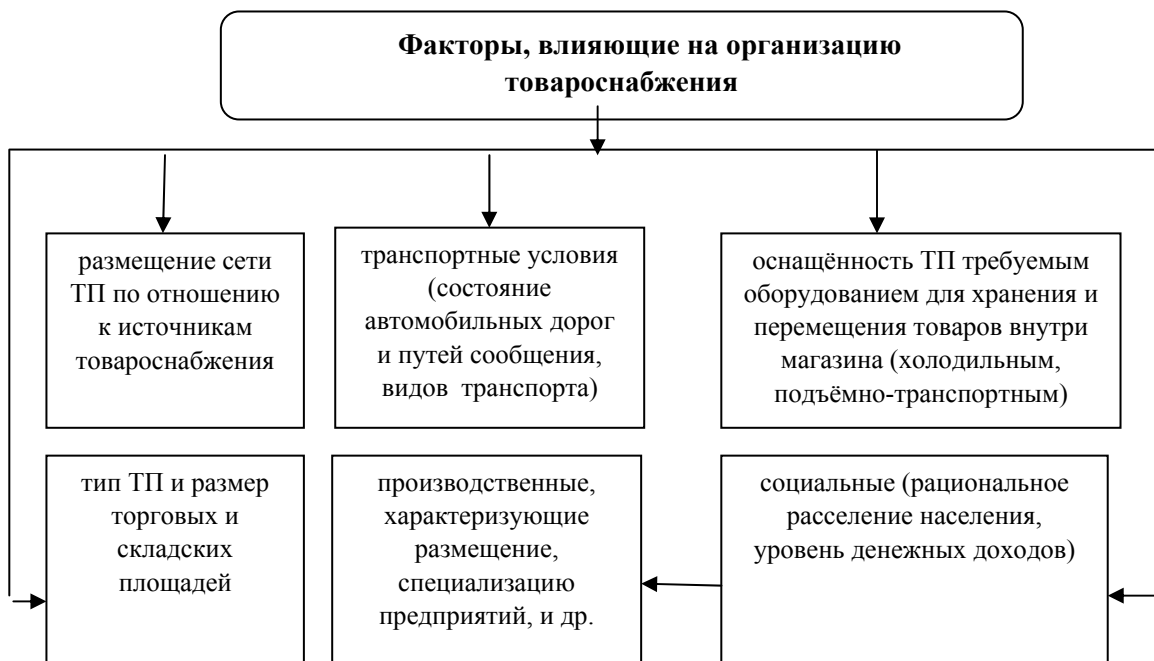 Факторы, влияющие на организацию
товароснабжения
размещение сети
ТП по отношению
к источникам
товароснабжения
транспортные условия
(состояние
автомобильных дорог
и путей сообщения,
видов транспорта)
оснащённость ТП требуемым
оборудованием для хранения и
перемещения товаров внутри
магазина (холодильным,
подъёмно-транспортным)
тип ТП и размер
торговых и
складских
площадей
производственные,
характеризующие
размещение,
специализацию
предприятий, и др.
социальные (рациональное
расселение населения,
уровень денежных доходов)